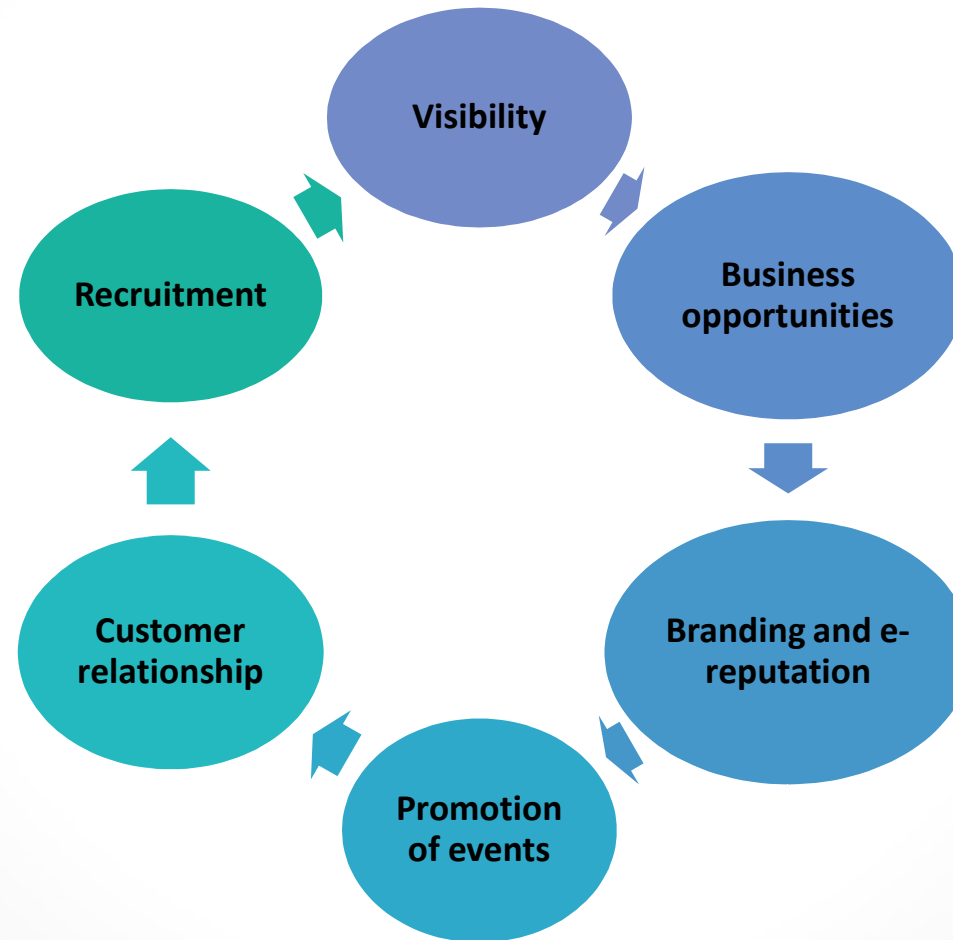 Visibility
Business
opportunities
Branding and e-
reputation
Promotion
of events
Customer
relationship
Recruitment